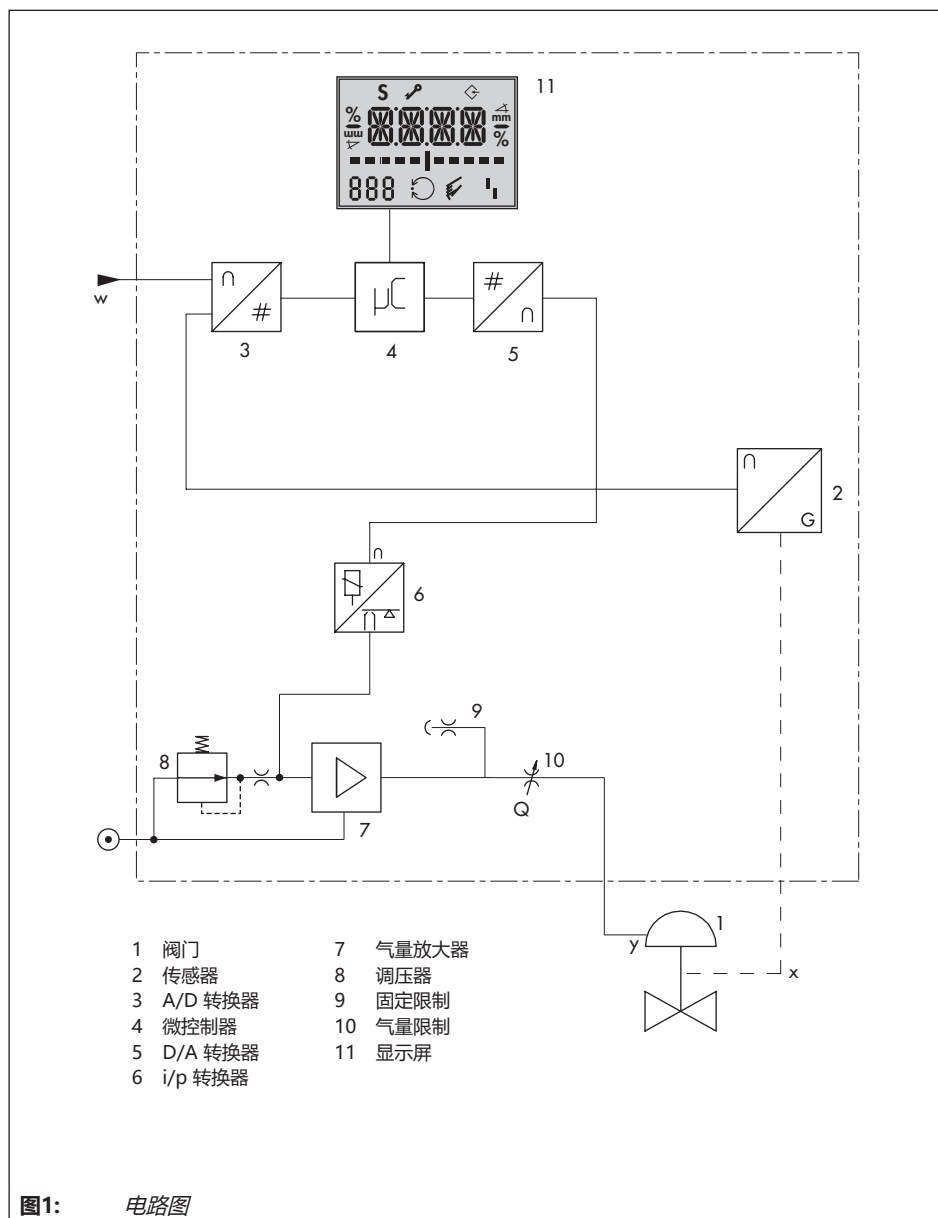 11
S
%
mm
mm
%
888
w
∩
#
3
µC
4
#
∩
5
∩
G
2
∩
6
9
8
10
Q
7
1
y
x
1 阀门
2 传感器
3 A/D 转换器
4 微控制器
5 D/A 转换器
6 i/p 转换器
7 气量放大器
8 调压器
9 固定限制
10 气量限制
11 显示屏
图1: 电路图